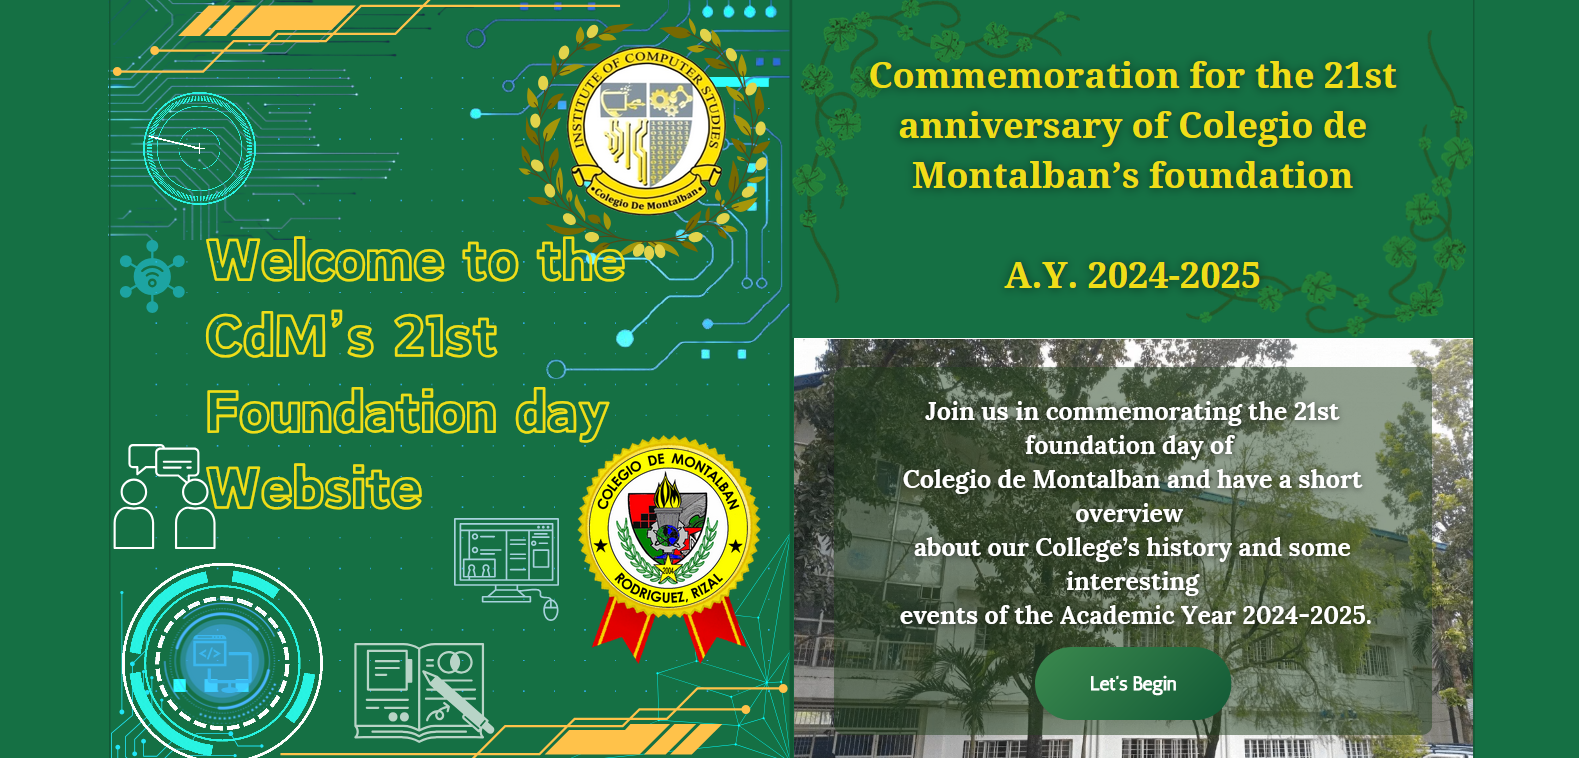 INSTITUTE OF COMPUTER STUDIES
Colegio De Montalban
Welcome to the
CdM's 21st
Foundation day
Website
COLEGIO DE MONTALBAN
2004
RODRIGUEZ, RIZAL
</>
Commemoration for the 21st
anniversary of Colegio de
Montalban’s foundation
A.Y. 2024-2025
Join us in commemorating the 21st
foundation day of
Colegio de Montalban and have a short
overview
about our College’s history and some
interesting
events of the Academic Year 2024-2025.
Let's Begin